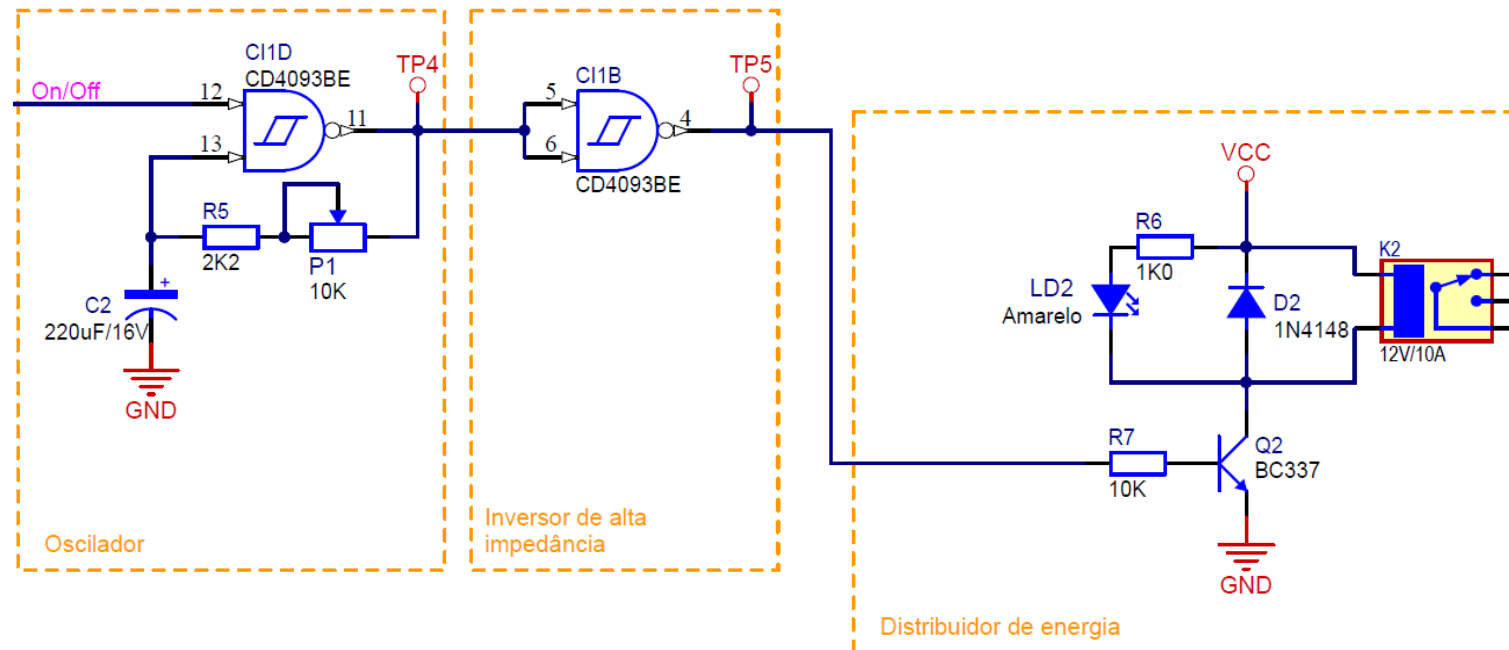 On/Off
12
13
CI1D
CD4093BE
11
TP4
R5
2K2
P1
10K
+
C2
220uF/16V
GND
Oscilador
5
6
CI1B
4
CD4093BE
TP5
Inversor de alta
impedância
VCC
R6
1K0
LD2
Amarelo
D2
1N4148
K2
12V/10A
R7
10K
Q2
BC337
GND
Distribuidor de energia